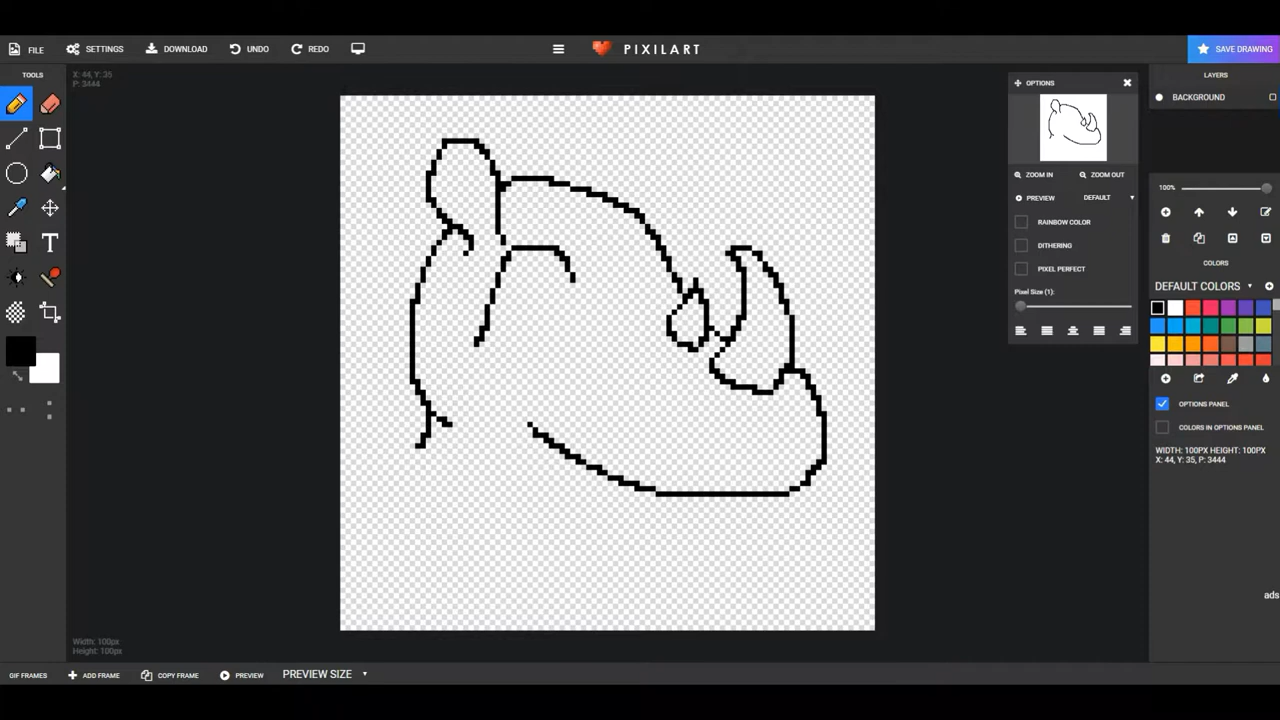 FILE
SETTINGS
DOWNLOAD
UNDO
REDO
PIXILART
SAVE DRAWING
TOOLS
X: 44, Y: 35
P: 3444
OPTIONS
ZOOM IN
ZOOM OUT
PREVIEW
DEFAULT
RAINBOW COLOR
DITHERING
PIXEL PERFECT
Pixel Size (1):
LAYERS
BACKGROUND
100%
COLORS
DEFAULT COLORS
OPTIONS PANEL
COLORS IN OPTIONS PANEL
WIDTH: 100PX HEIGHT: 100PX
X: 44, Y: 35, P: 3444
ads
T
Width: 100px
Height: 100px
GIF FRAMES
ADD FRAME
COPY FRAME
PREVIEW
PREVIEW SIZE